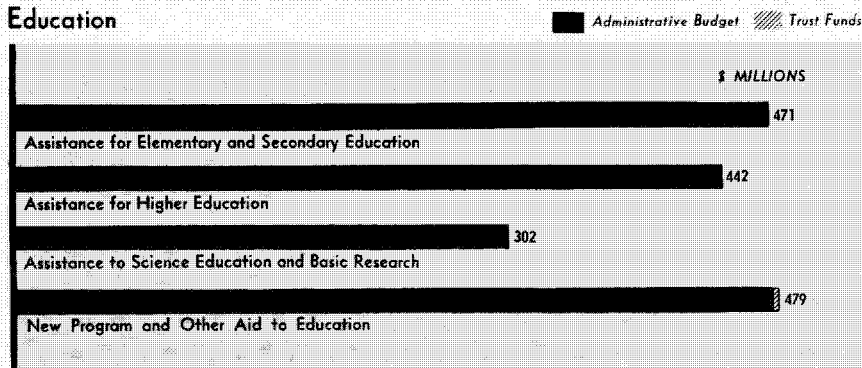 Education
Administrative Budget Trust Funds
$ MILLIONS
471
Assistance for Elementary and Secondary Education
442
Assistance for Higher Education
302
Assistance to Science Education and Basic Research
479
New Program and Other Aid to Education